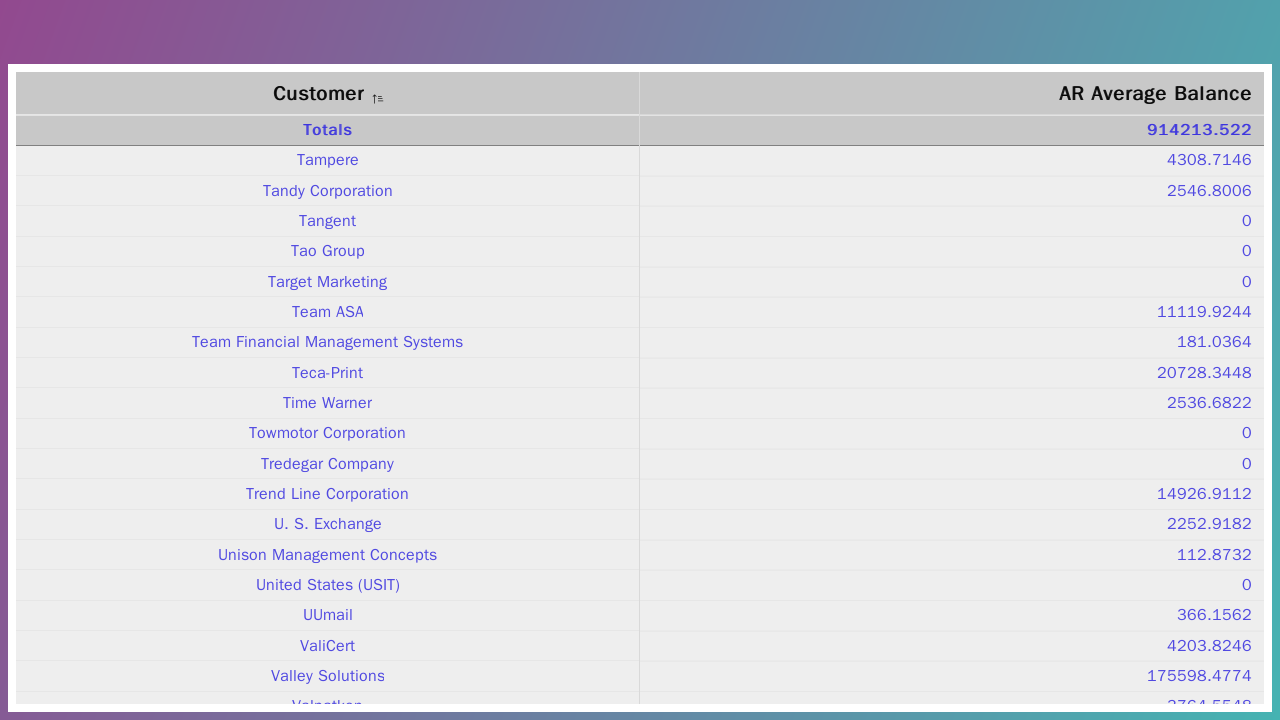 Customer AR Average Balance
Totals 914213.522
Tampere 4308.7146
Tandy Corporation 2546.8006
Tangent 0
Tao Group 0
Target Marketing 0
Team ASA 11119.9244
Team Financial Management Systems 181.0364
Teca-Print 20728.3448
Time Warner 2536.6822
Towmotor Corporation 0
Tredegar Company 0
Trend Line Corporation 14926.9112
U. S. Exchange 2252.9182
Unison Management Concepts 112.8732
United States (USIT) 0
UUmail 366.1562
ValiCert 4203.8246
Valley Solutions 175598.4774